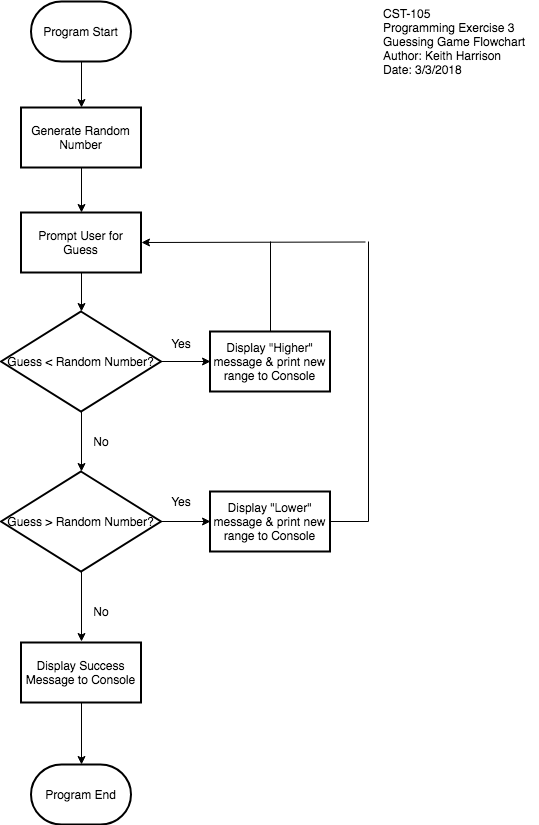 Program Start
CST-105
Programming Exercise 3
Guessing Game Flowchart
Author: Keith Harrison
Date: 3/3/2018
Generate Random
Number
Prompt User for
Guess
Guess < Random Number?
Yes
Display "Higher"
message & print new
range to Console
No
Guess > Random Number?
Yes
Display "Lower"
message & print new
range to Console
No
Display Success
Message to Console
Program End